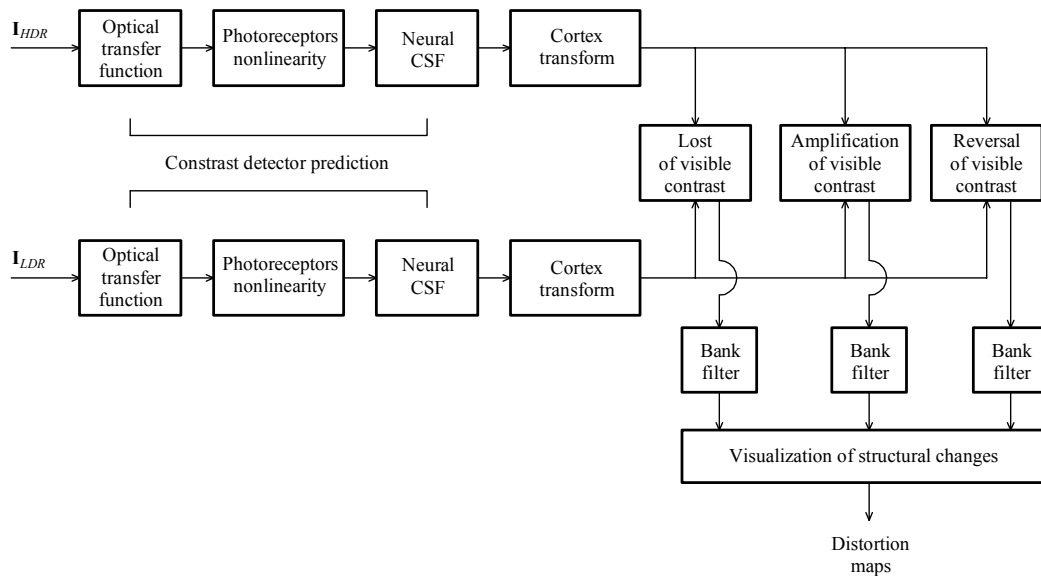 I_HDR
Optical
transfer
function
Photoreceptors
nonlinearity
Neural
CSF
Cortex
transform
Constrast detector prediction
Lost
of visible
contrast
Amplification
of visible
contrast
Reversal
of visible
contrast
I_LDR
Optical
transfer
function
Photoreceptors
nonlinearity
Neural
CSF
Cortex
transform
Bank
filter
Bank
filter
Bank
filter
Visualization of structural changes
Distortion
maps